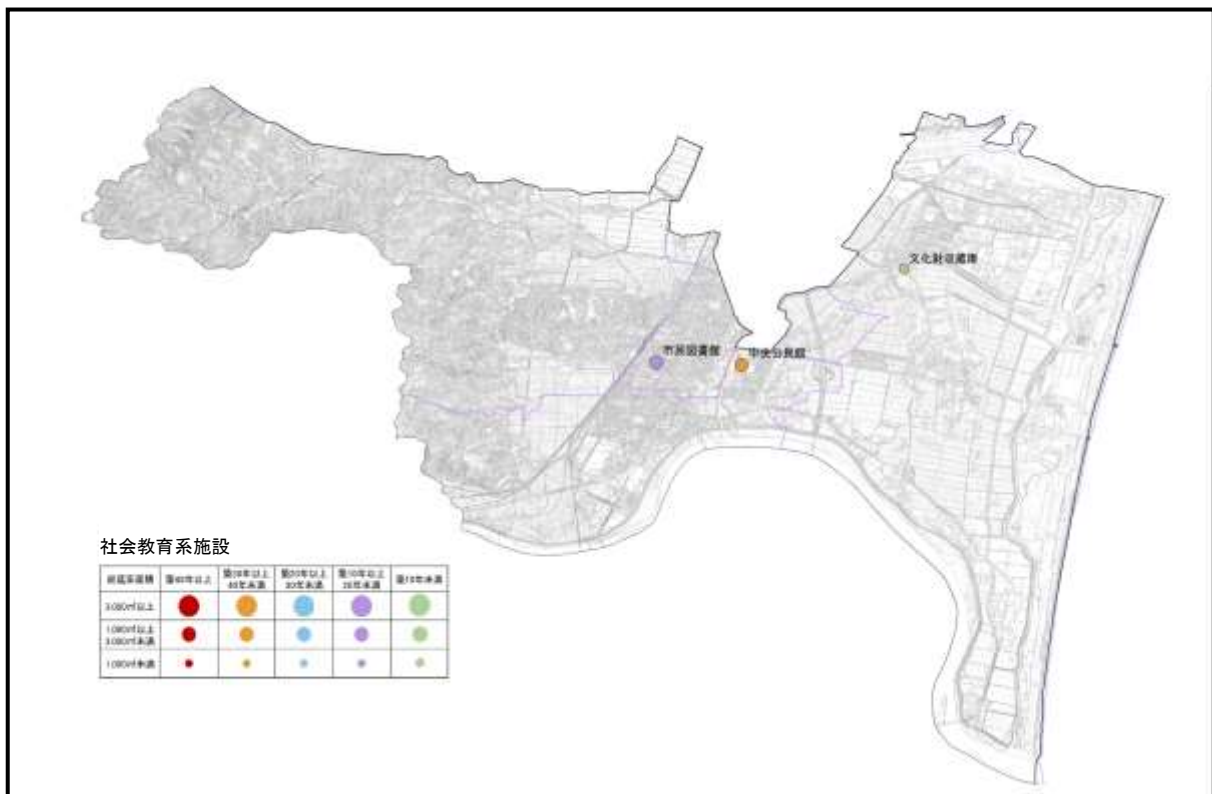 文化財収蔵庫
市民図書館
中央公民館
社会教育系施設
総延床面積 築40年以上 築30年以上 築20年以上 築10年以上 築10年未満
40年未満 30年未満 20年未満
3,000㎡以上
1,000㎡以上
3,000㎡未満
1,000㎡未満